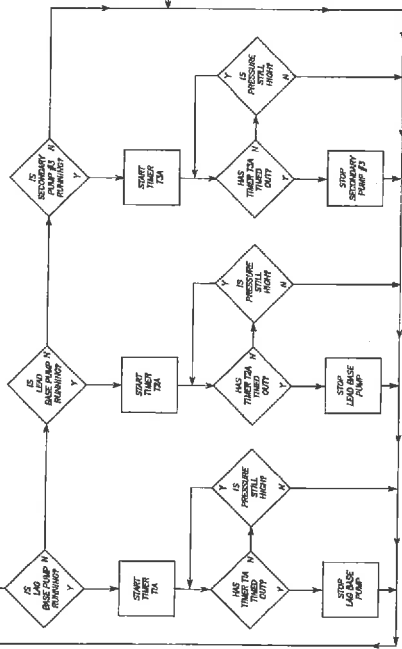 IS
LAG
BASE PUMP
RUNNING?
N
Y
START
TIMER
T1A
HAS
TIMER T1A
TIMED
OUT?
N
Y
Y
IS
PRESSURE
STILL
HIGH?
N
STOP
LAG BASE
PUMP
IS
LEAD
BASE PUMP
RUNNING?
N
Y
START
TIMER
T2A
HAS
TIMER T2A
TIMED
OUT?
N
Y
Y
IS
PRESSURE
STILL
HIGH?
N
STOP
LEAD BASE
PUMP
IS
SECONDARY
PUMP #3
RUNNING?
N
Y
START
TIMER
T3A
HAS
TIMER T3A
TIMED
OUT?
N
Y
Y
IS
PRESSURE
STILL
HIGH?
N
STOP
SECONDARY
PUMP #3